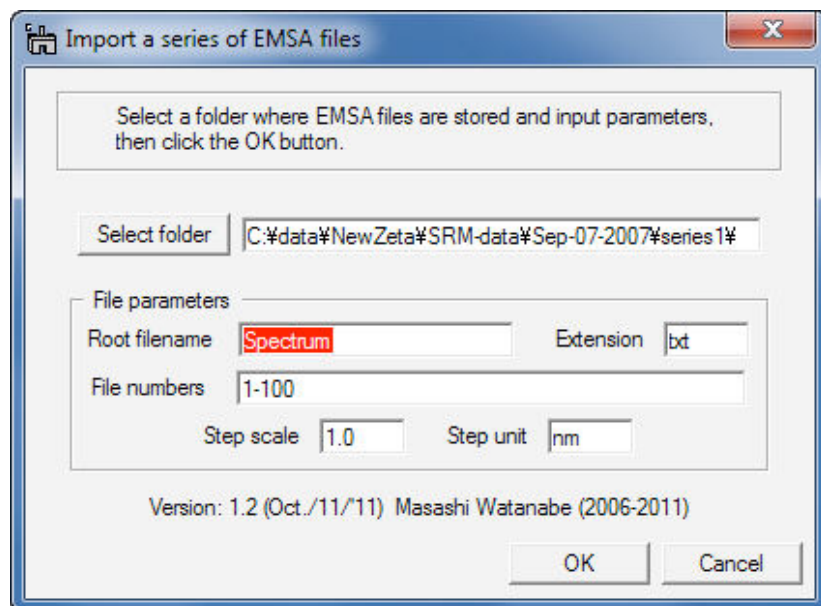 Import a series of EMSA files
Select a folder where EMSA files are stored and input parameters,
then click the OK button.
Select folder C:¥data¥NewZeta¥SRM-data¥Sep-07-2007¥series1¥
File parameters
Root filename Spectrum Extension txt
File numbers 1-100
Step scale 1.0 Step unit nm
Version: 1.2 (Oct./11/'11) Masashi Watanabe (2006-2011)
OK Cancel